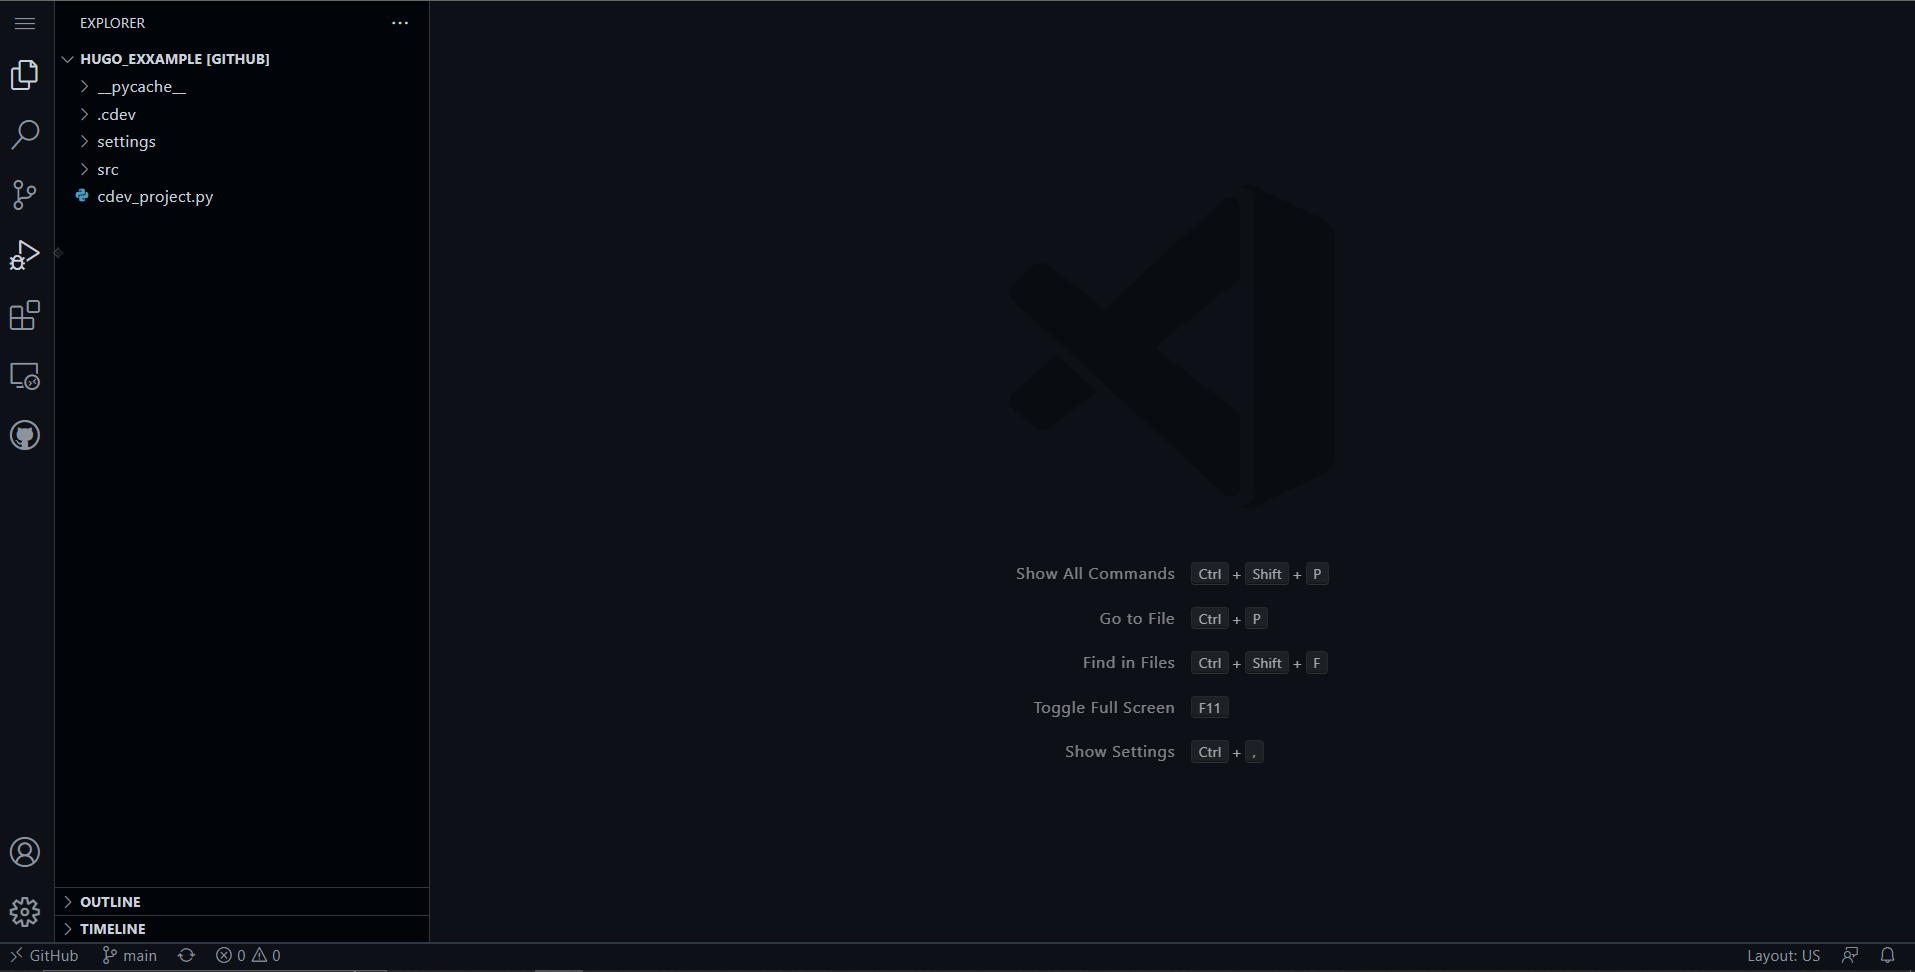 EXPLORER
HUGO_EXXAMPLE [GITHUB]
__pycache__
.cdev
settings
src
cdev_project.py
Show All Commands Ctrl + Shift + P
Go to File Ctrl + P
Find in Files Ctrl + Shift + F
Toggle Full Screen F11
Show Settings Ctrl + ,
OUTLINE
TIMELINE
GitHub main 0 0 Layout: US